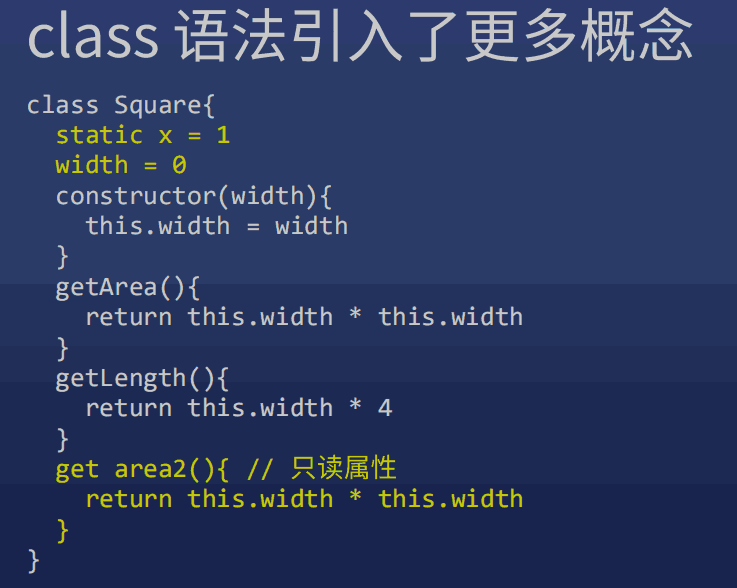 class 语法引入了更多概念
class Square{
  static x = 1
  width = 0
  constructor(width){
    this.width = width
  }
  getArea(){
    return this.width * this.width
  }
  getLength(){
    return this.width * 4
  }
  get area2(){ // 只读属性
    return this.width * this.width
  }
}